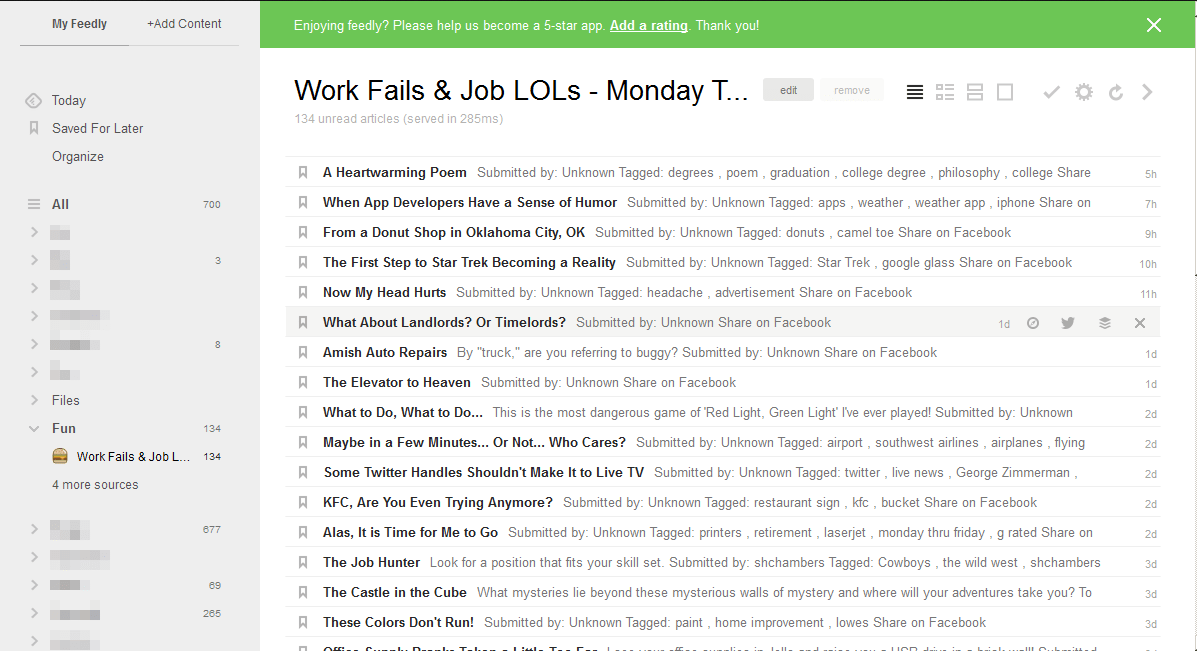 My Feedly
+Add Content
Enjoying feedly? Please help us become a 5-star app. Add a rating. Thank you!
Today
Saved For Later
Organize
All 700
3
8
Files
Fun 134
Work Fails & Job L... 134
4 more sources
677
69
265
Work Fails & Job LOLs - Monday T... edit remove
134 unread articles (served in 285ms)
A Heartwarming Poem Submitted by: Unknown Tagged: degrees , poem , graduation , college degree , philosophy , college Share 5h
When App Developers Have a Sense of Humor Submitted by: Unknown Tagged: apps , weather , weather app , iphone Share on 7h
From a Donut Shop in Oklahoma City, OK Submitted by: Unknown Tagged: donuts , camel toe Share on Facebook 9h
The First Step to Star Trek Becoming a Reality Submitted by: Unknown Tagged: Star Trek , google glass Share on Facebook 10h
Now My Head Hurts Submitted by: Unknown Tagged: headache , advertisement Share on Facebook 11h
What About Landlords? Or Timelords? Submitted by: Unknown Share on Facebook 1d
Amish Auto Repairs By "truck," are you referring to buggy? Submitted by: Unknown Share on Facebook 1d
The Elevator to Heaven Submitted by: Unknown Share on Facebook 1d
What to Do, What to Do... This is the most dangerous game of 'Red Light, Green Light' I've ever played! Submitted by: Unknown 2d
Maybe in a Few Minutes... Or Not... Who Cares? Submitted by: Unknown Tagged: airport , southwest airlines , airplanes , flying 2d
Some Twitter Handles Shouldn't Make It to Live TV Submitted by: Unknown Tagged: twitter , live news , George Zimmerman , 2d
KFC, Are You Even Trying Anymore? Submitted by: Unknown Tagged: restaurant sign , kfc , bucket Share on Facebook 2d
Alas, It is Time for Me to Go Submitted by: Unknown Tagged: printers , retirement , laserjet , monday thru friday , g rated Share on 2d
The Job Hunter Look for a position that fits your skill set. Submitted by: shchambers Tagged: Cowboys , the wild west , shchambers 3d
The Castle in the Cube What mysteries lie beyond these mysterious walls of mystery and where will your adventures take you? To 3d
These Colors Don't Run! Submitted by: Unknown Tagged: paint , home improvement , lowes Share on Facebook 3d